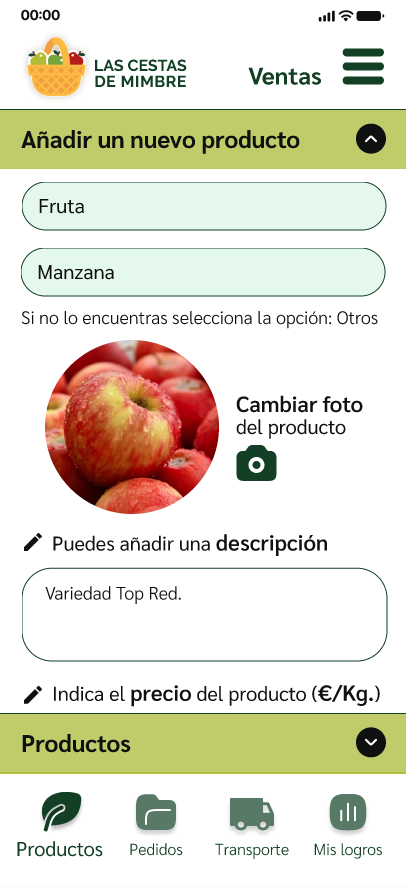 00:00
LAS CESTAS
DE MIMBRE
Ventas
Añadir un nuevo producto
Fruta
Manzana
Si no lo encuentras selecciona la opción: Otros
Cambiar foto
del producto
Puedes añadir una descripción
Variedad Top Red.
Indica el precio del producto (€/Kg.)
Productos
Productos
Pedidos
Transporte
Mis logros